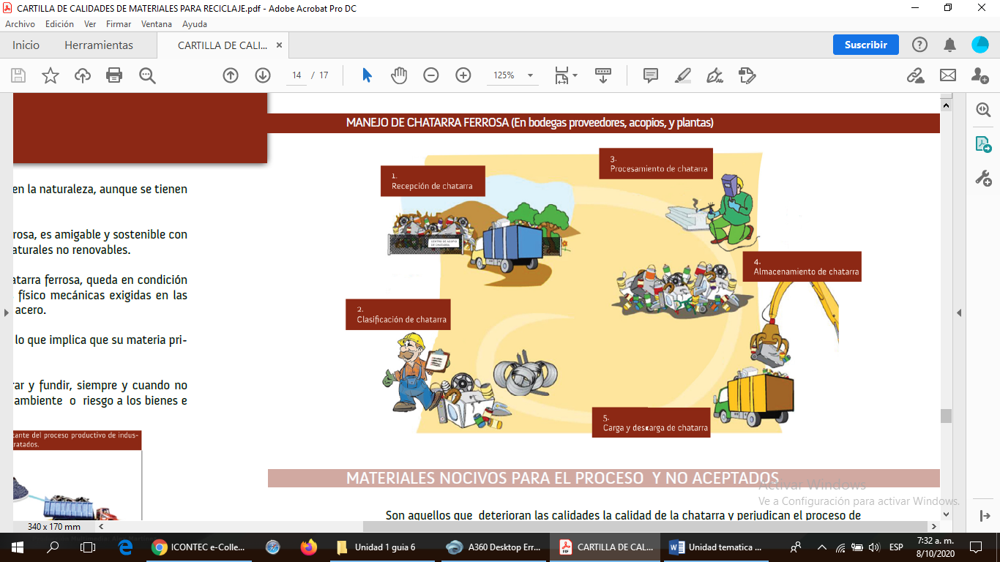 CARTILLA DE CALIDADES DE MATERIALES PARA RECICLAJE.pdf - Adobe Acrobat Pro DC
Archivo Edición Ver Firmar Ventana Ayuda
Inicio Herramientas CARTILLA DE CALI... × Suscribir
14 / 17 125%
MANEJO DE CHATARRA FERROSA (En bodegas proveedores, acopios, y plantas)
1.
Recepción de chatarra
3.
Procesamiento de chatarra
CENTRO DE ACOPIO
DE CHATARRA
4.
Almacenamiento de chatarra
2.
Clasificación de chatarra
5.
Carga y descarga de chatarra
en la naturaleza, aunque se tienen
rosa, es amigable y sostenible con
aturales no renovables.
atarra ferrosa, queda en condición
físico mecánicas exigidas en las
acero.
lo que implica que su materia pri-
rar y fundir, siempre y cuando no
ambiente o riesgo a los bienes e
tante del proceso productivo de indus-
ratados.
MATERIALES NOCIVOS PARA EL PROCESO Y NO ACEPTADOS
Son aquellos que deterioran las calidades la calidad de la chatarra y perjudican el proceso de
Activar Windows
Ve a Configuración para activar Windows.
340 x 170 mm
ICONTEC e-Colle... Unidad 1 guia 6 A360 Desktop Err... CARTILLA DE CAL... Unidad tematica ... ESP 7:32 a. m.
8/10/2020